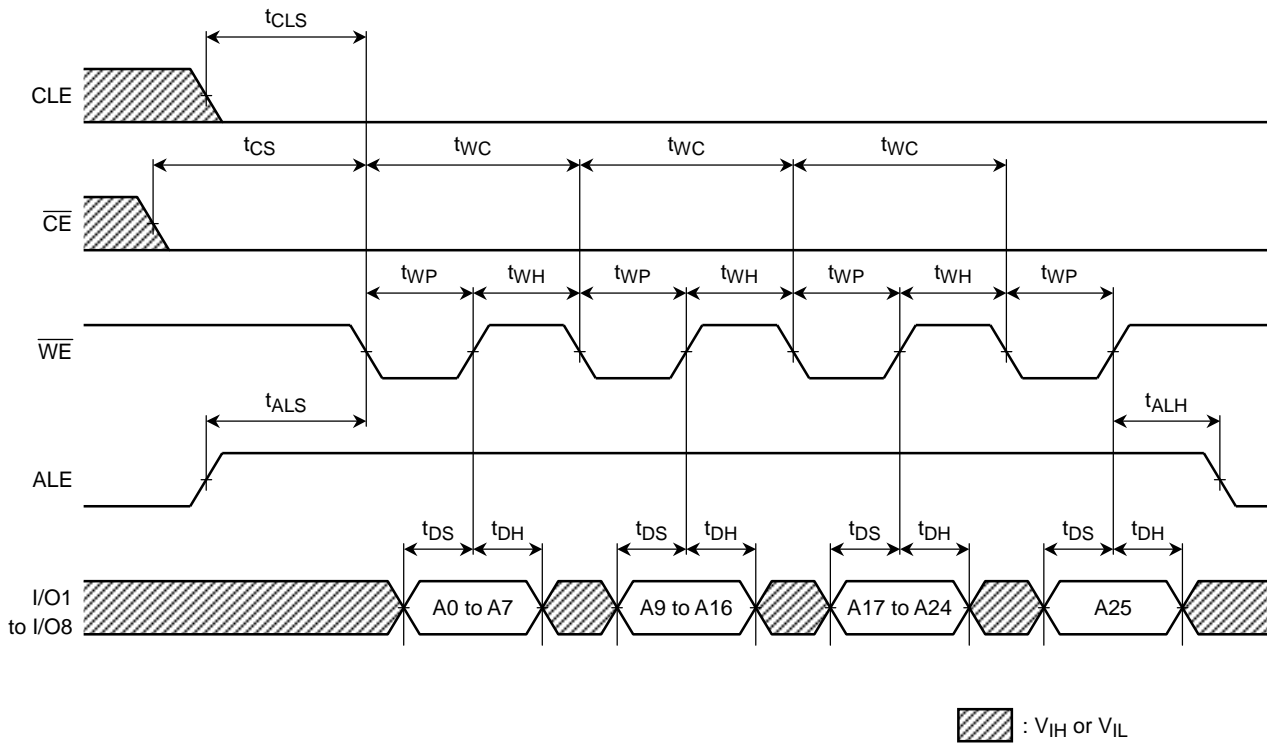 tCLS
CLE
tCS tWC tWC tWC
CE
tWP tWH tWP tWH tWP tWH tWP
WE
tALS tALH
ALE
tDS tDH tDS tDH tDS tDH tDS tDH
I/O1
to I/O8
A0 to A7 A9 to A16 A17 to A24 A25
: VIH or VIL